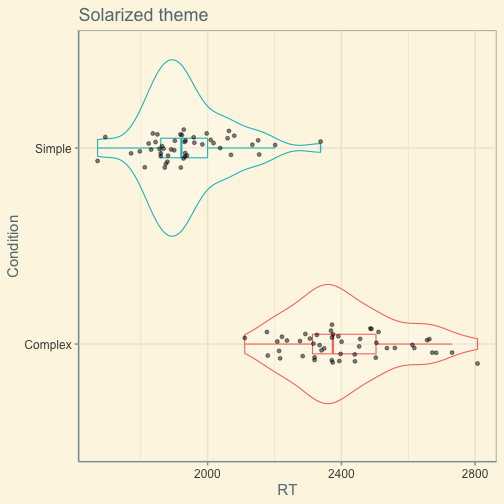 Solarized theme
Simple
Condition
Complex
2000 2400 2800
RT